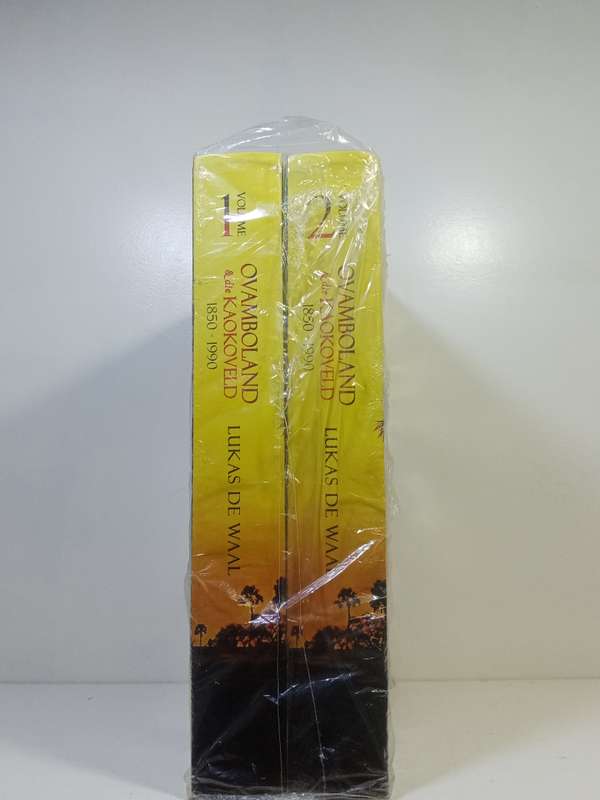 VOLUME
1
OVAMBOLAND
& die KAOKOVELD
1850 - 1990
LUKAS DE WAAL
VOLUME
2
OVAMBOLAND
& die KAOKOVELD
1850 - 1990
LUKAS DE WAAL